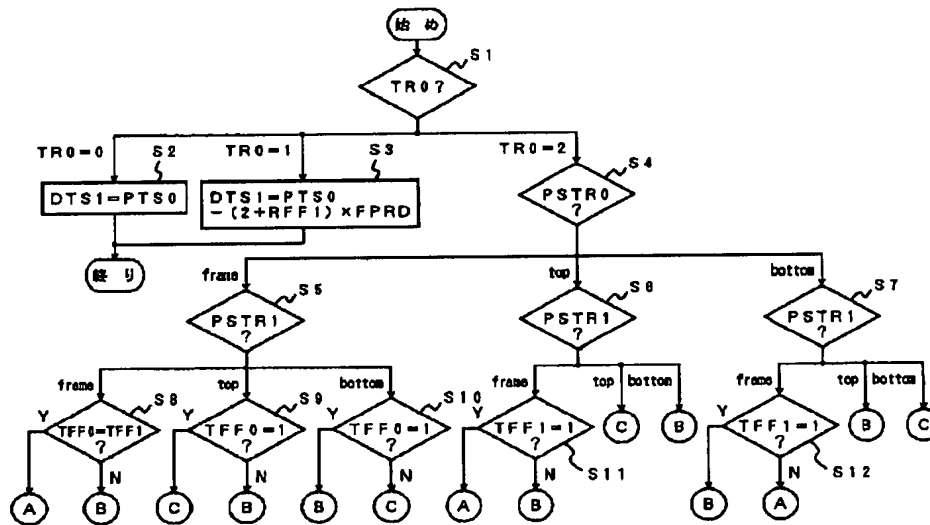 始め
S1
TR0?
TR0=0
S2
TR0=1
S3
TR0=2
S4
DTS1=PTS0
DTS1=PTS0
-(2+RFF1)×FPRD
PSTR0
?
終り
frame
top
bottom
S5
S6
S7
PSTR1
?
PSTR1
?
PSTR1
?
frame
top
bottom
frame
top
bottom
frame
top
bottom
S8
S9
S10
Y
TFF0=TFF1
?
Y
TFF0=1
?
Y
TFF0=1
?
Y
TFF1=1
?
C
B
Y
TFF1=1
?
B
C
N
N
N
N
S11
N
S12
A
B
C
B
B
C
A
B
B
A